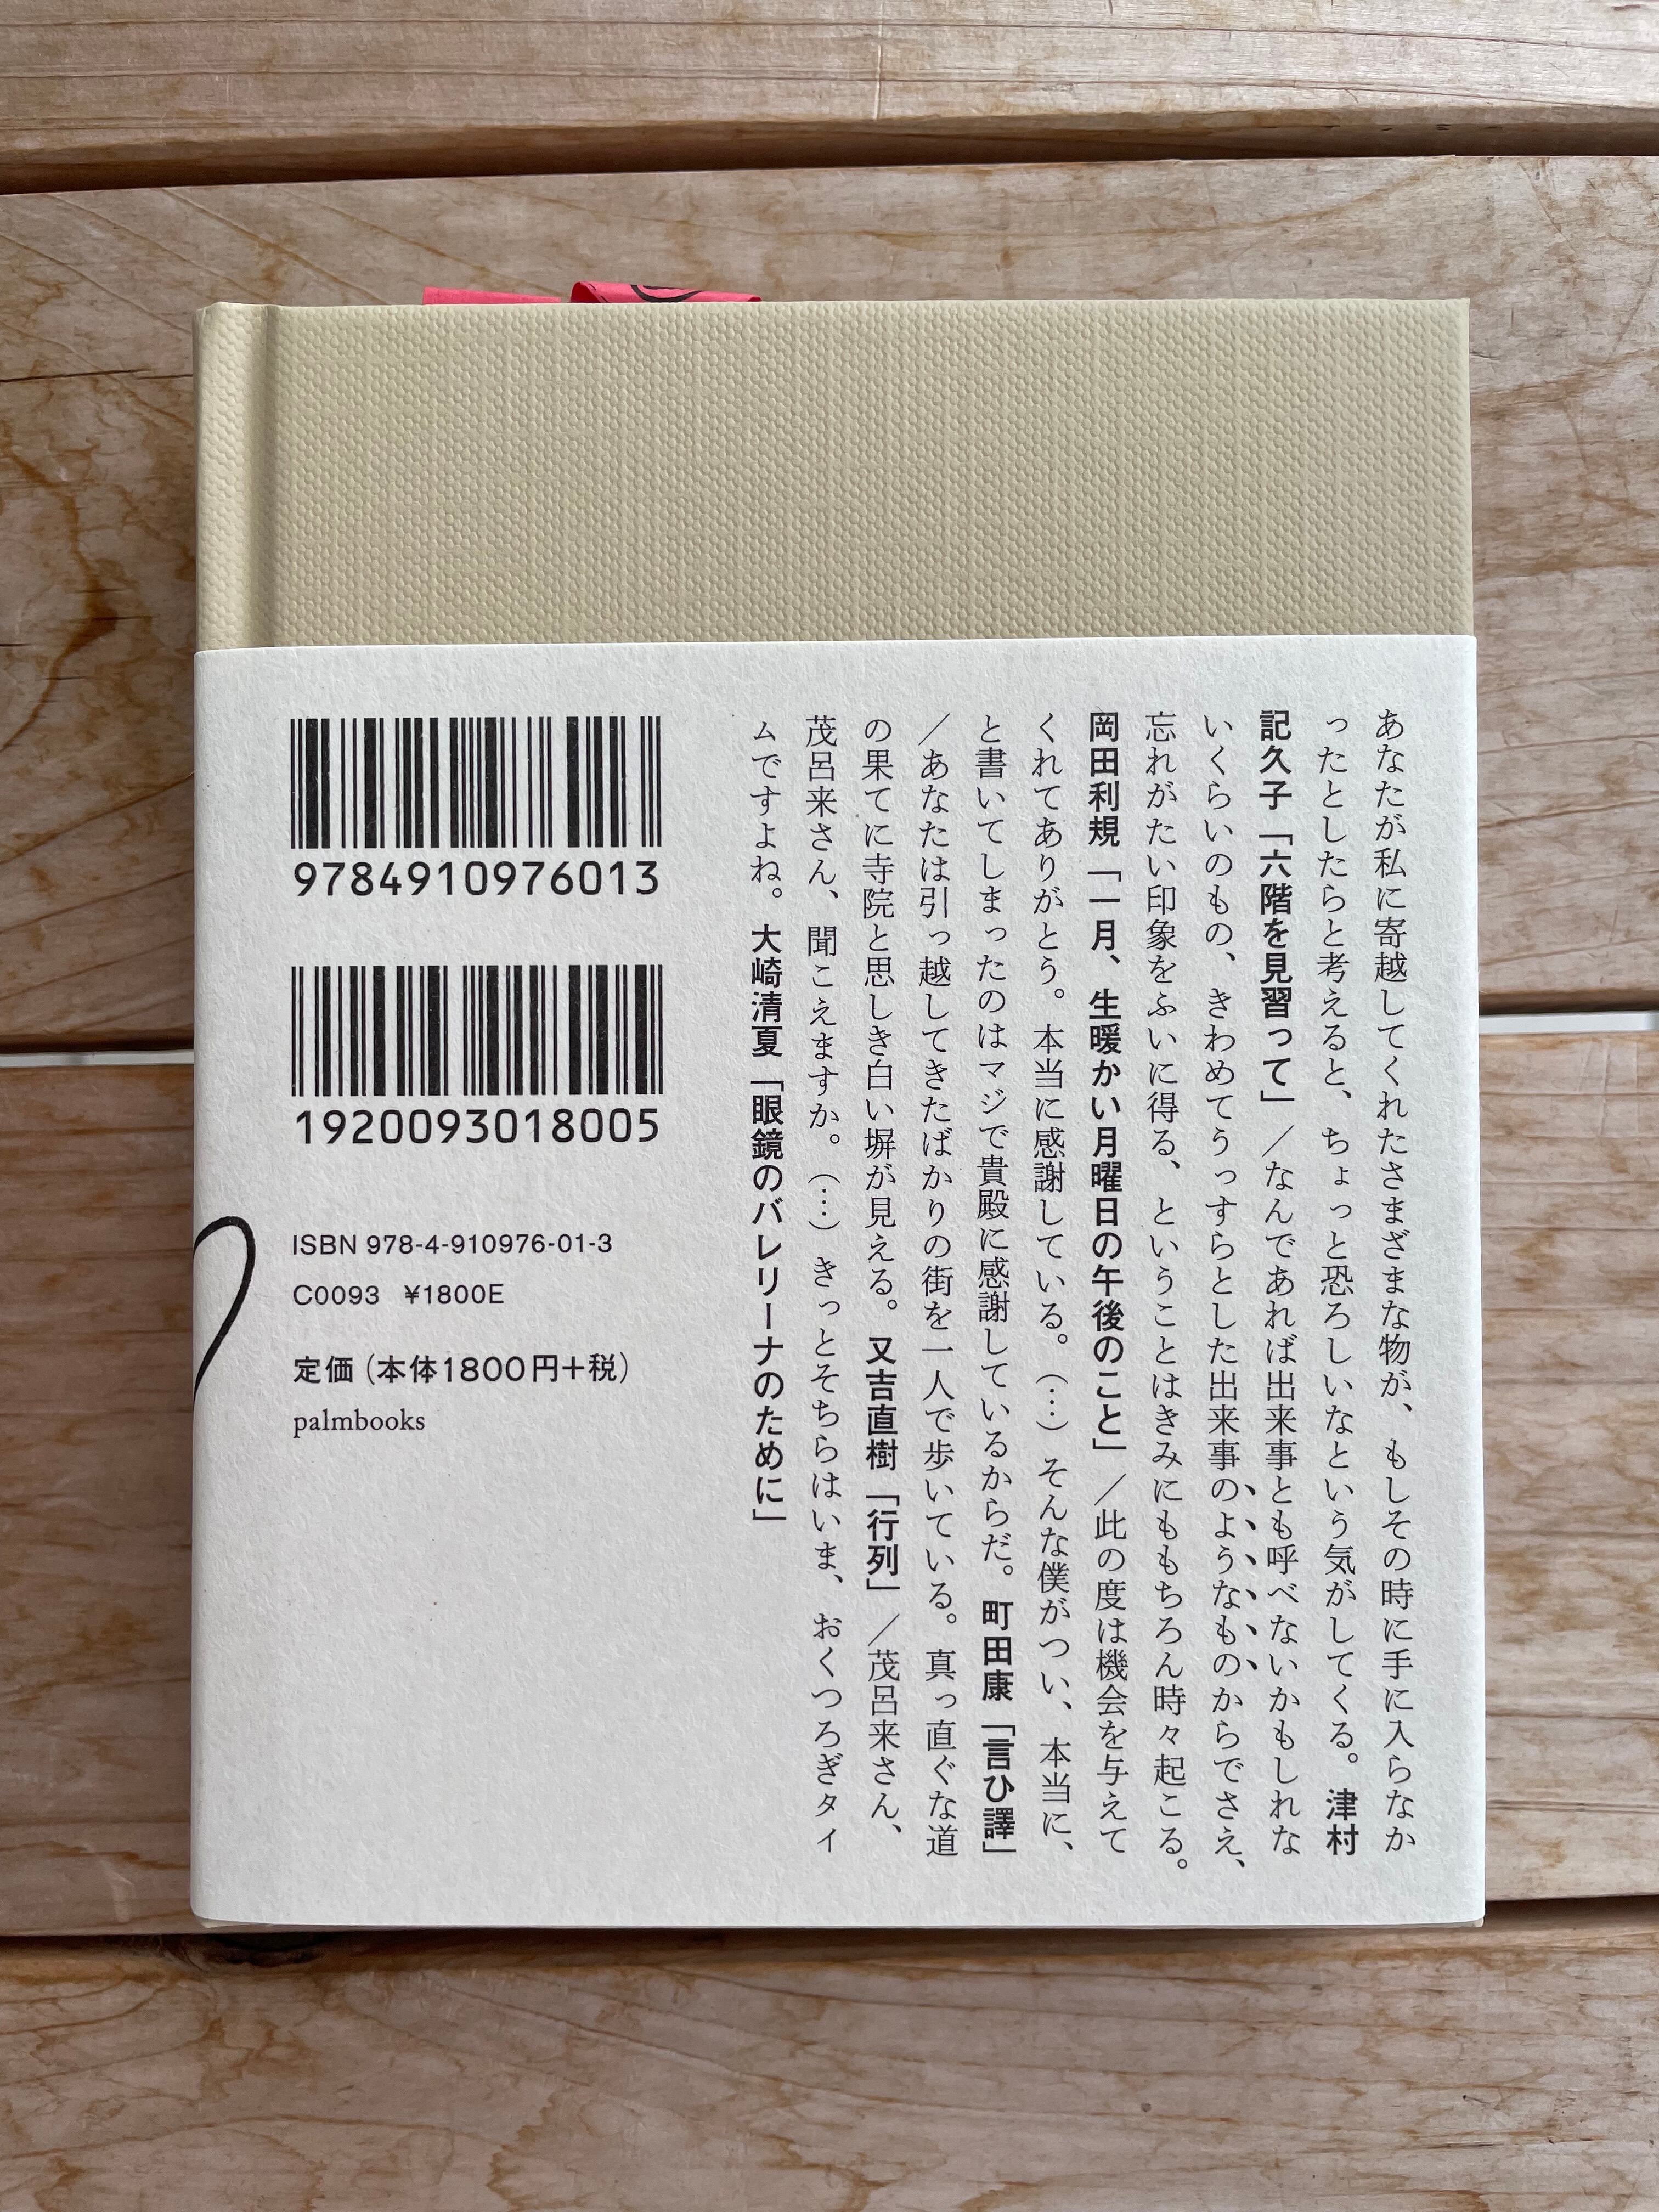 あなたが私に寄越してくれたさまざまな物が、もしその時に手に入らなか
ったとしたらと考えると、ちょっと恐ろしいなという気がしてくる。津村
記久子「六階を見習って」／なんであれば出来事とも呼べないかもしれな
いくらいのもの、きわめてうっすらとした出来事のようなものからでさえ、
忘れがたい印象をふいに得る、ということはきみにももちろん時々起こる。
岡田利規「一月、生暖かい月曜日の午後のこと」／此の度は機会を与えて
くれてありがとう。本当に感謝している。（…）そんな僕がつい、本当に、
と書いてしまったのはマジで貴殿に感謝しているからだ。町田康「言ひ譯」
／あなたは引っ越してきたばかりの街を一人で歩いている。真っ直ぐな道
の果てに寺院と思しき白い塀が見える。又吉直樹「行列」／茂呂来さん、
茂呂来さん、聞こえますか。（…）きっとそちらはいま、おくつろぎタイ
ムですよね。大崎清夏「眼鏡のバレリーナのために」
9784910976013
1920093018005
ISBN 978-4-910976-01-3
C0093 ¥1800E
定価（本体1800円＋税）
palmbooks